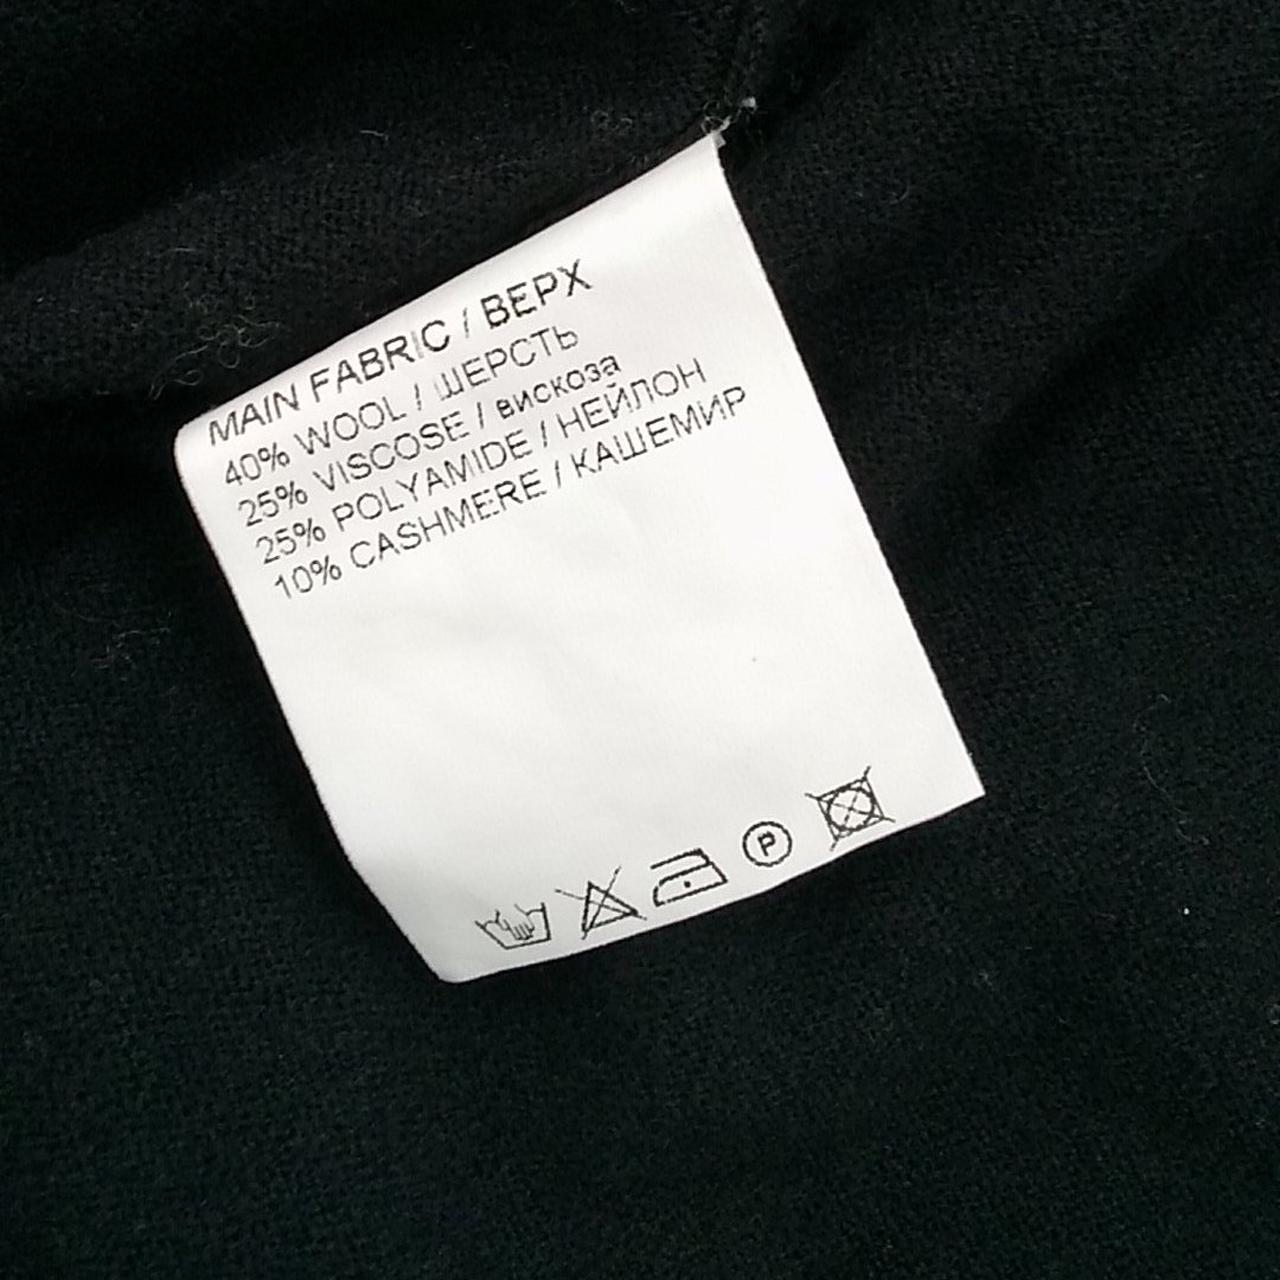 MAIN FABRIC / ВЕРХ
40% WOOL / ШЕРСТЬ
25% VISCOSE / вискоза
25% POLYAMIDE / НЕЙЛОН
10% CASHMERE / КАШЕМИР
P